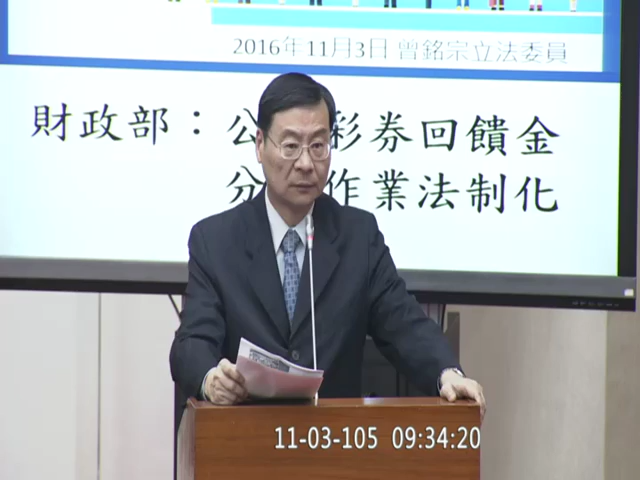 2016年11月3日 曾銘宗立法委員
財政部：公 彩券回饋金
分 作業法制化
11-03-105 09:34:20